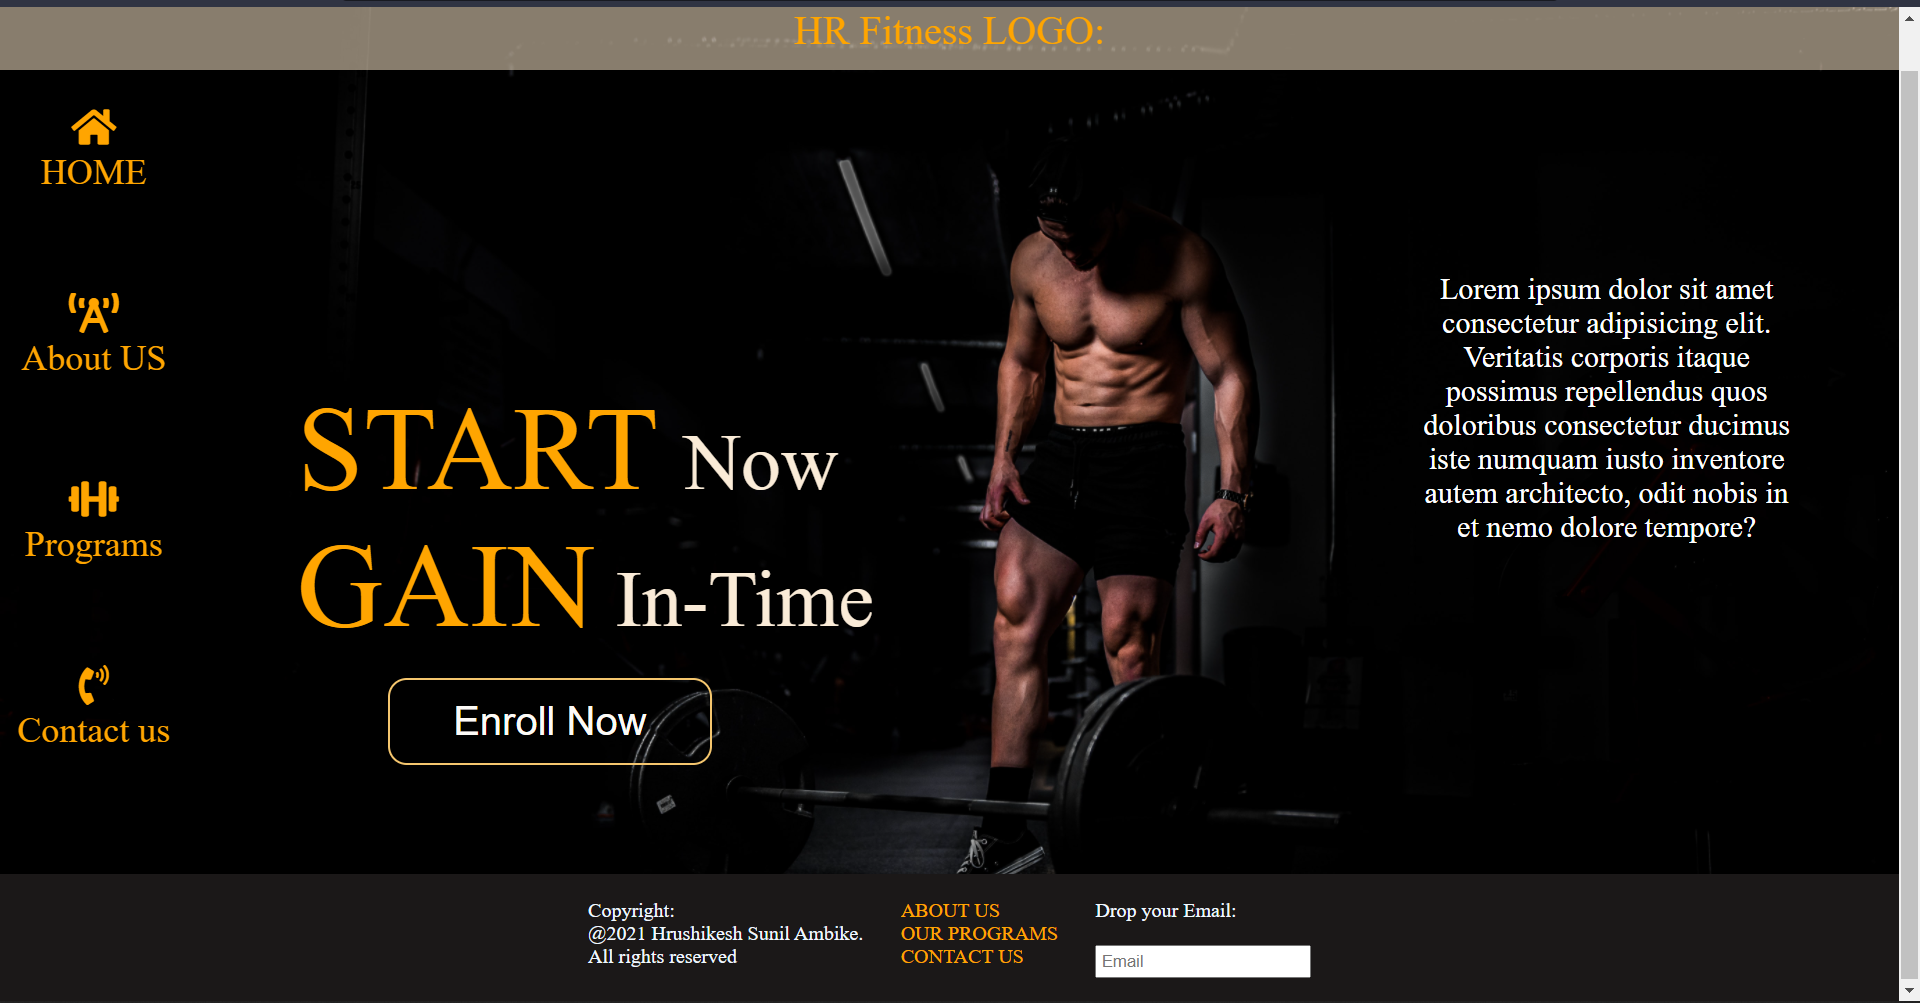 HR Fitness LOGO:
HOME
About US
Programs
Contact us
START Now
GAIN In-Time
Enroll Now
Lorem ipsum dolor sit amet
consectetur adipisicing elit.
Veritatis corporis itaque
possimus repellendus quos
doloribus consectetur ducimus
iste numquam iusto inventore
autem architecto, odit nobis in
et nemo dolore tempore?
Copyright:
@2021 Hrushikesh Sunil Ambike.
All rights reserved
ABOUT US
OUR PROGRAMS
CONTACT US
Drop your Email:
Email